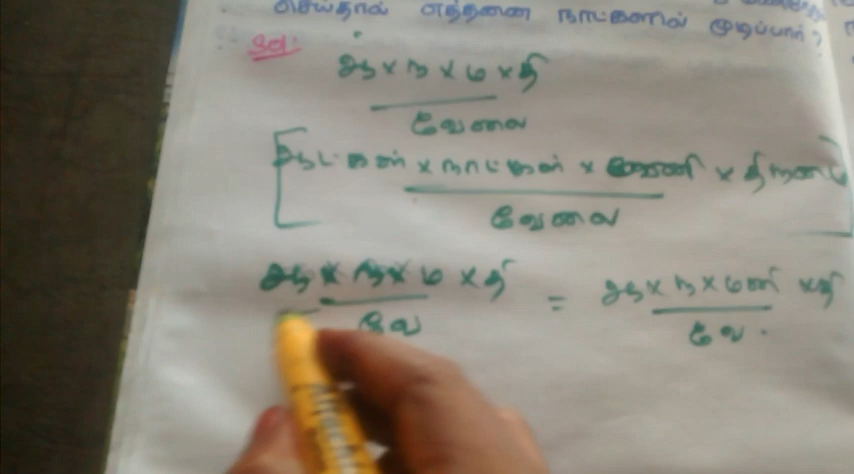 செய்தால் எத்தனை நாட்களில் முடிப்பார்?
Sol:
ஆ × நா × ம × தி
வேலை
ஆட்கள் × நாட்கள் × மணி × திறமை
வேலை
ஆ × நா × ம × தி = ஆ × நா × மணி × தி
வே வே.